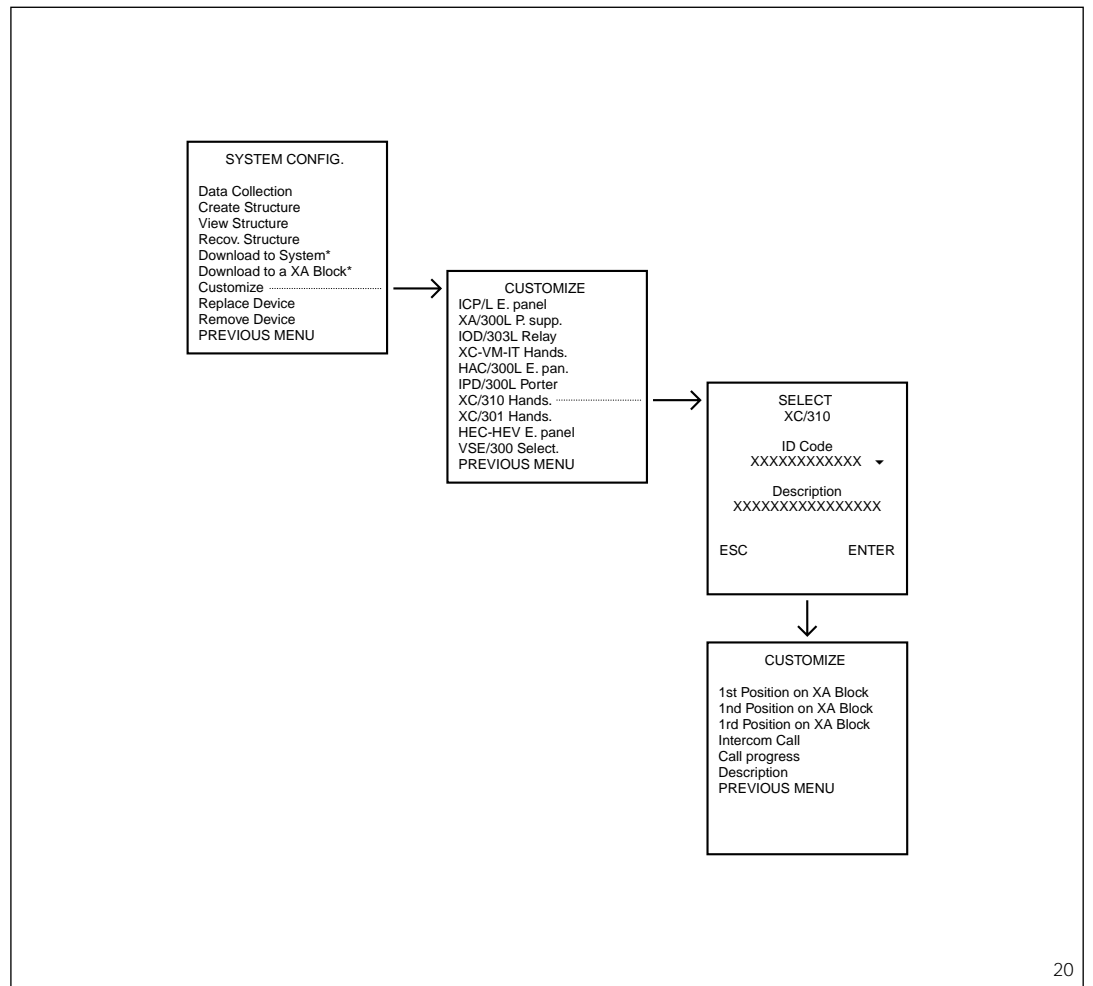 SYSTEM CONFIG.
Data Collection
Create Structure
View Structure
Recov. Structure
Download to System*
Download to a XA Block*
Customize
Replace Device
Remove Device
PREVIOUS MENU
CUSTOMIZE
ICP/L E. panel
XA/300L P. supp.
IOD/303L Relay
XC-VM-IT Hands.
HAC/300L E. pan.
IPD/300L Porter
XC/310 Hands.
XC/301 Hands.
HEC-HEV E. panel
VSE/300 Select.
PREVIOUS MENU
SELECT
XC/310
ID Code
XXXXXXXXXXXX
Description
XXXXXXXXXXXXXXXX
ESC ENTER
CUSTOMIZE
1st Position on XA Block
1nd Position on XA Block
1rd Position on XA Block
Intercom Call
Call progress
Description
PREVIOUS MENU
20